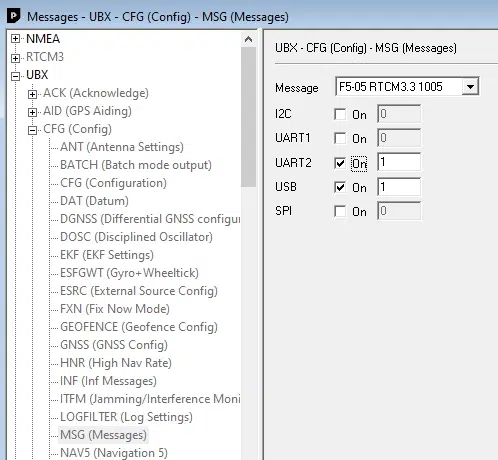 Messages - UBX - CFG (Config) - MSG (Messages)
NMEA
RTCM3
UBX
ACK (Acknowledge)
AID (GPS Aiding)
CFG (Config)
ANT (Antenna Settings)
BATCH (Batch mode output)
CFG (Configuration)
DAT (Datum)
DGNSS (Differential GNSS configu
DOSC (Disciplined Oscillator)
EKF (EKF Settings)
ESFGWT (Gyro+Wheeltick)
ESRC (External Source Config)
FXN (Fix Now Mode)
GEOFENCE (Geofence Config)
GNSS (GNSS Config)
HNR (High Nav Rate)
INF (Inf Messages)
ITFM (Jamming/Interference Moni
LOGFILTER (Log Settings)
MSG (Messages)
NAV5 (Navigation 5)
UBX - CFG (Config) - MSG (Messages)
Message F5-05 RTCM3.3 1005
I2C On 0
UART1 On 0
UART2 On 1
USB On 1
SPI On 0